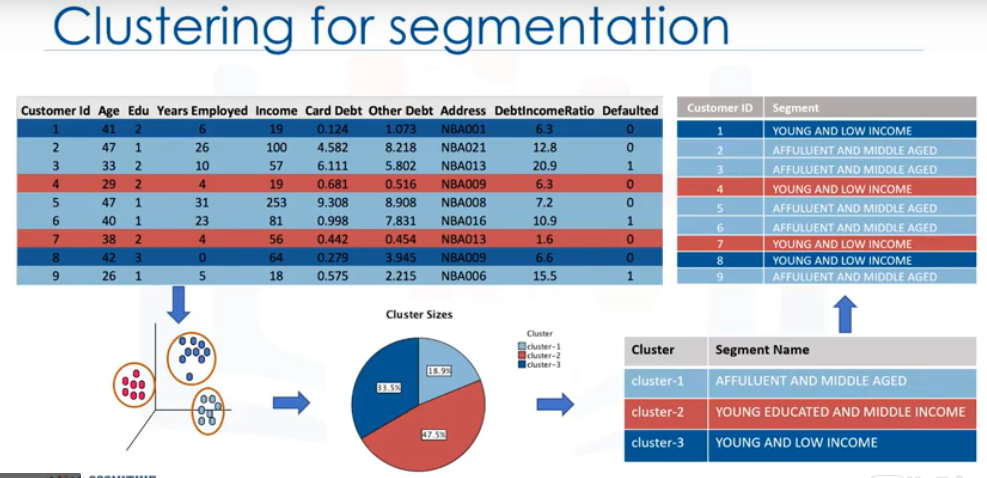 Clustering for segmentation
Customer Id Age Edu Years Employed Income Card Debt Other Debt Address DebtIncomeRatio Defaulted
1 41 2 6 19 0.124 1.073 NBA001 6.3 0
2 47 1 26 100 4.582 8.218 NBA021 12.8 0
3 33 2 10 57 6.111 5.802 NBA013 20.9 1
4 29 2 4 19 0.681 0.516 NBA009 6.3 0
5 47 1 31 253 9.308 8.908 NBA008 7.2 0
6 40 1 23 81 0.998 7.831 NBA016 10.9 1
7 38 2 4 56 0.442 0.454 NBA013 1.6 0
8 42 3 0 64 0.279 3.945 NBA009 6.6 0
9 26 1 5 18 0.575 2.215 NBA006 15.5 1
Customer ID Segment
1 YOUNG AND LOW INCOME
2 AFFULUENT AND MIDDLE AGED
3 AFFULUENT AND MIDDLE AGED
4 YOUNG AND LOW INCOME
5 AFFULUENT AND MIDDLE AGED
6 AFFULUENT AND MIDDLE AGED
7 YOUNG AND LOW INCOME
8 YOUNG AND LOW INCOME
9 AFFULUENT AND MIDDLE AGED
Cluster Sizes
18.9%
33.5%
47.5%
Cluster
cluster-1
cluster-2
cluster-3
Cluster Segment Name
cluster-1 AFFULUENT AND MIDDLE AGED
cluster-2 YOUNG EDUCATED AND MIDDLE INCOME
cluster-3 YOUNG AND LOW INCOME